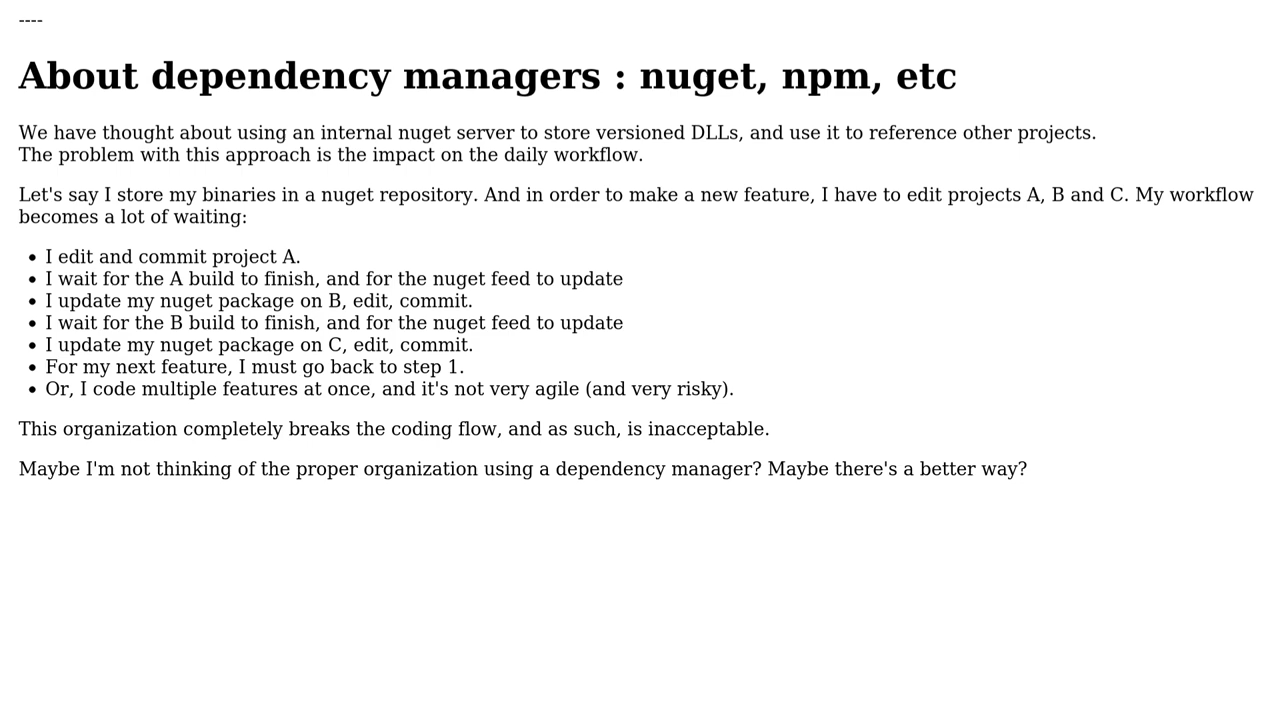 ----
About dependency managers : nuget, npm, etc
We have thought about using an internal nuget server to store versioned DLLs, and use it to reference other projects.
The problem with this approach is the impact on the daily workflow.
Let's say I store my binaries in a nuget repository. And in order to make a new feature, I have to edit projects A, B and C. My workflow
becomes a lot of waiting:
• I edit and commit project A.
• I wait for the A build to finish, and for the nuget feed to update
• I update my nuget package on B, edit, commit.
• I wait for the B build to finish, and for the nuget feed to update
• I update my nuget package on C, edit, commit.
• For my next feature, I must go back to step 1.
• Or, I code multiple features at once, and it's not very agile (and very risky).
This organization completely breaks the coding flow, and as such, is inacceptable.
Maybe I'm not thinking of the proper organization using a dependency manager? Maybe there's a better way?